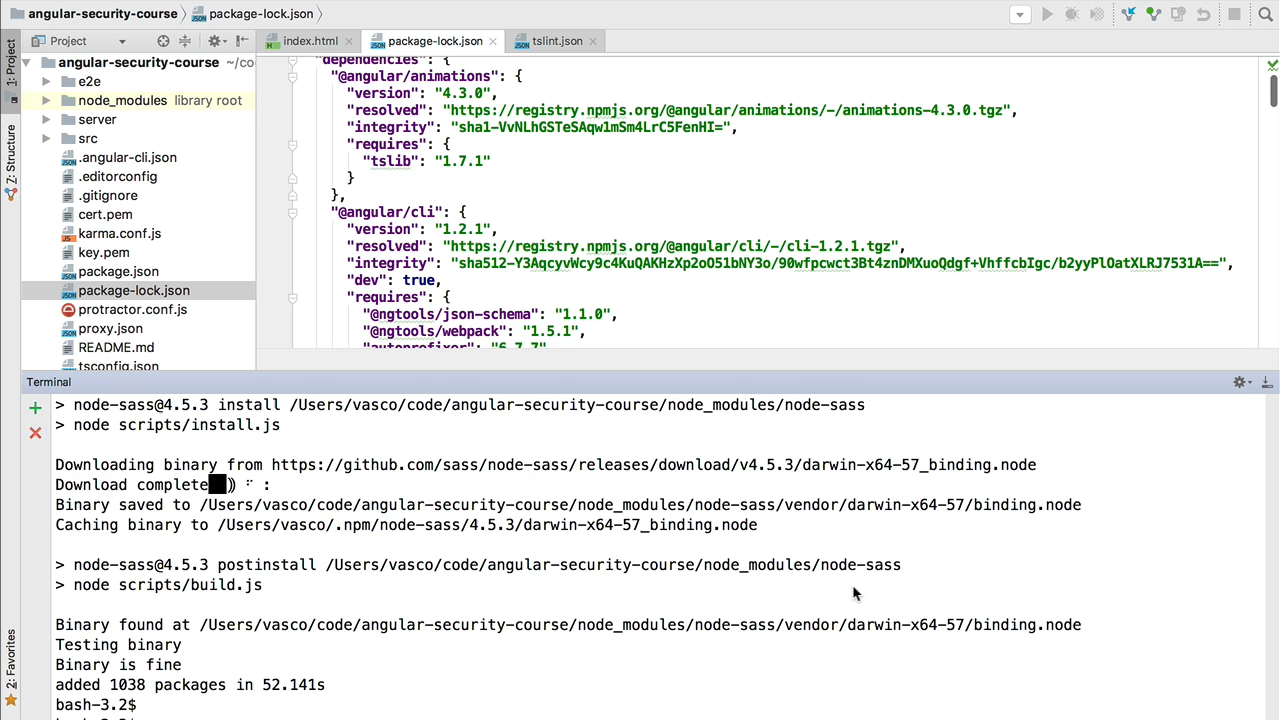 angular-security-course package-lock.json
1: Project
Project
index.html package-lock.json tslint.json
angular-security-course ~/co
e2e
node_modules library root
server
src
.angular-cli.json
.editorconfig
.gitignore
cert.pem
karma.conf.js
key.pem
package.json
package-lock.json
protractor.conf.js
proxy.json
README.md
tsconfig.json
Z: Structure
2: Favorites
"dependencies": {
"@angular/animations": {
"version": "4.3.0",
"resolved": "https://registry.npmjs.org/@angular/animations/-/animations-4.3.0.tgz",
"integrity": "sha1-VvNLhGSTeSAqw1mSm4LrC5FenHI=",
"requires": {
"tslib": "1.7.1"
}
},
"@angular/cli": {
"version": "1.2.1",
"resolved": "https://registry.npmjs.org/@angular/cli/-/cli-1.2.1.tgz",
"integrity": "sha512-Y3AqcyvWcy9c4KuQAKHzXp2oO51bNY3o/90wfpcwct3Bt4znDMXuoQdgf+VhffcbIgc/b2yyPlOatXLRJ7531A==",
"dev": true,
"requires": {
"@ngtools/json-schema": "1.1.0",
"@ngtools/webpack": "1.5.1",
"autoprefixer": "6.7.7"
Terminal
> node-sass@4.5.3 install /Users/vasco/code/angular-security-course/node_modules/node-sass
> node scripts/install.js
Downloading binary from https://github.com/sass/node-sass/releases/download/v4.5.3/darwin-x64-57_binding.node
Download complete ) :
Binary saved to /Users/vasco/code/angular-security-course/node_modules/node-sass/vendor/darwin-x64-57/binding.node
Caching binary to /Users/vasco/.npm/node-sass/4.5.3/darwin-x64-57_binding.node
> node-sass@4.5.3 postinstall /Users/vasco/code/angular-security-course/node_modules/node-sass
> node scripts/build.js
Binary found at /Users/vasco/code/angular-security-course/node_modules/node-sass/vendor/darwin-x64-57/binding.node
Testing binary
Binary is fine
added 1038 packages in 52.141s
bash-3.2$
bash-3.2$